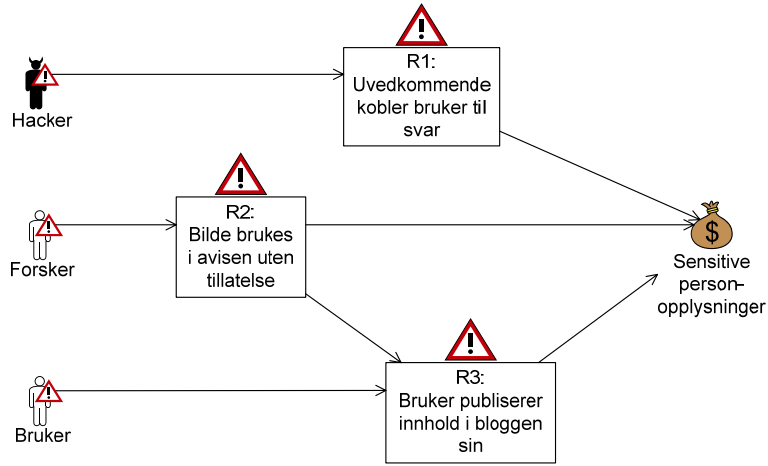 R1:
Uvedkommende
kobler bruker til
svar
Hacker
R2:
Bilde brukes
i avisen uten
tillatelse
Forsker
$
Sensitive
person-
opplysninger
R3:
Bruker publiserer
innhold i bloggen
sin
Bruker